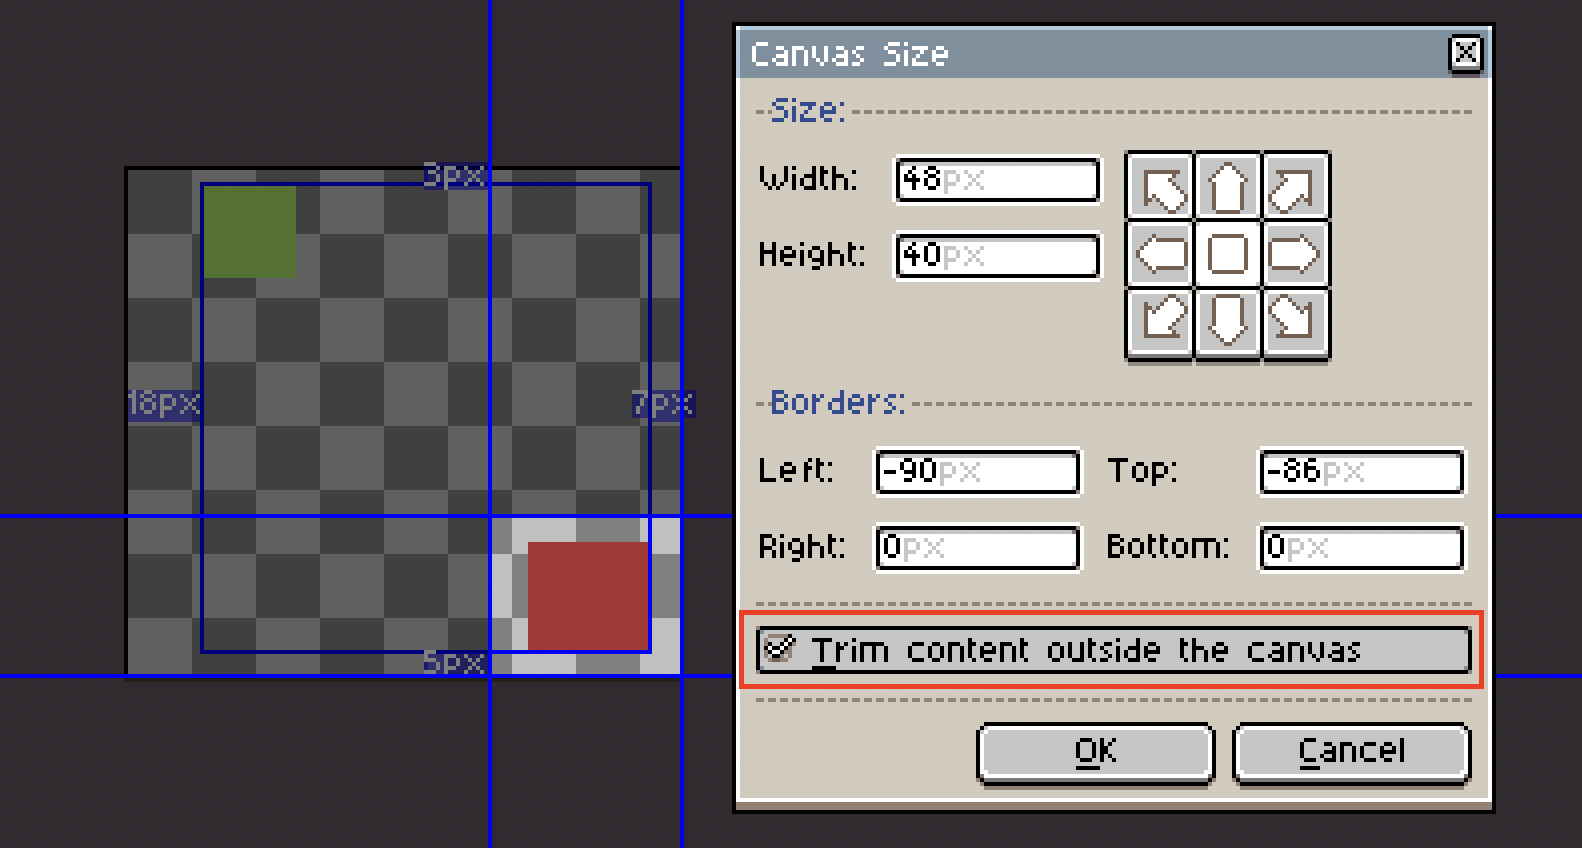 3px
18px
7px
5px
Canvas Size
Size:
Width: 48px
Height: 40px
Borders:
Left: -90px Top: -86px
Right: 0px Bottom: 0px
Trim content outside the canvas
OK Cancel